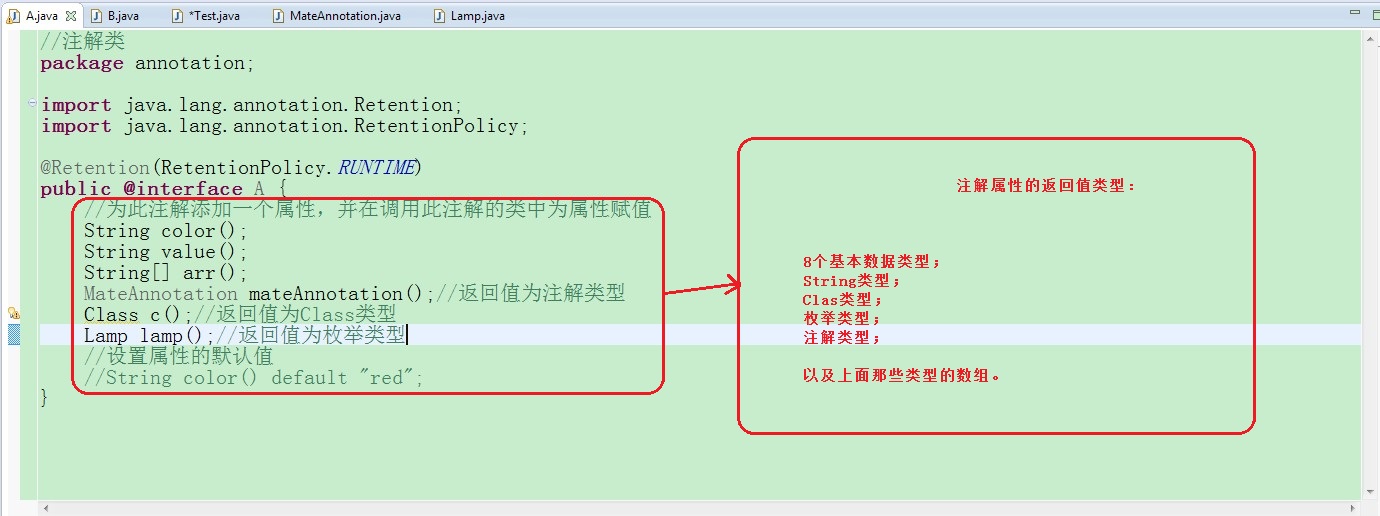 A.java B.java *Test.java MateAnnotation.java Lamp.java
//注解类
package annotation;
import java.lang.annotation.Retention;
import java.lang.annotation.RetentionPolicy;
@Retention(RetentionPolicy.RUNTIME)
public @interface A {
//为此注解添加一个属性，并在调用此注解的类中为属性赋值
String color();
String value();
String[] arr();
MateAnnotation mateAnnotation();//返回值为注解类型
Class c();//返回值为Class类型
Lamp lamp();//返回值为枚举类型
//设置属性的默认值
//String color() default "red";
}
注解属性的返回值类型：
8个基本数据类型；
String类型；
Clas类型；
枚举类型；
注解类型；
以及上面那些类型的数组。